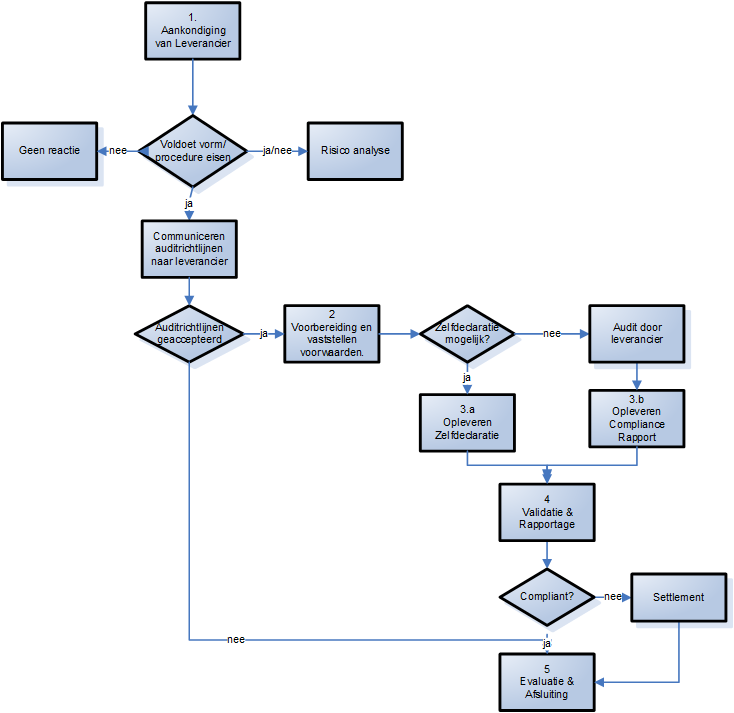 1.
Aankondiging
van Leverancier
Geen reactie
nee
Voldoet vorm/
procedure eisen
ja/nee
Risico analyse
ja
Communiceren
auditrichtlijnen
naar leverancier
Auditrichtlijnen
geaccepteerd
ja
2
Voorbereiding en
vaststellen
voorwaarden.
Zelfdeclaratie
mogelijk?
nee
Audit door
leverancier
ja
3.a
Opleveren
Zelfdeclaratie
3.b
Opleveren
Compliance
Rapport
4
Validatie &
Rapportage
Compliant?
nee
Settlement
nee
ja
5
Evaluatie &
Afsluiting